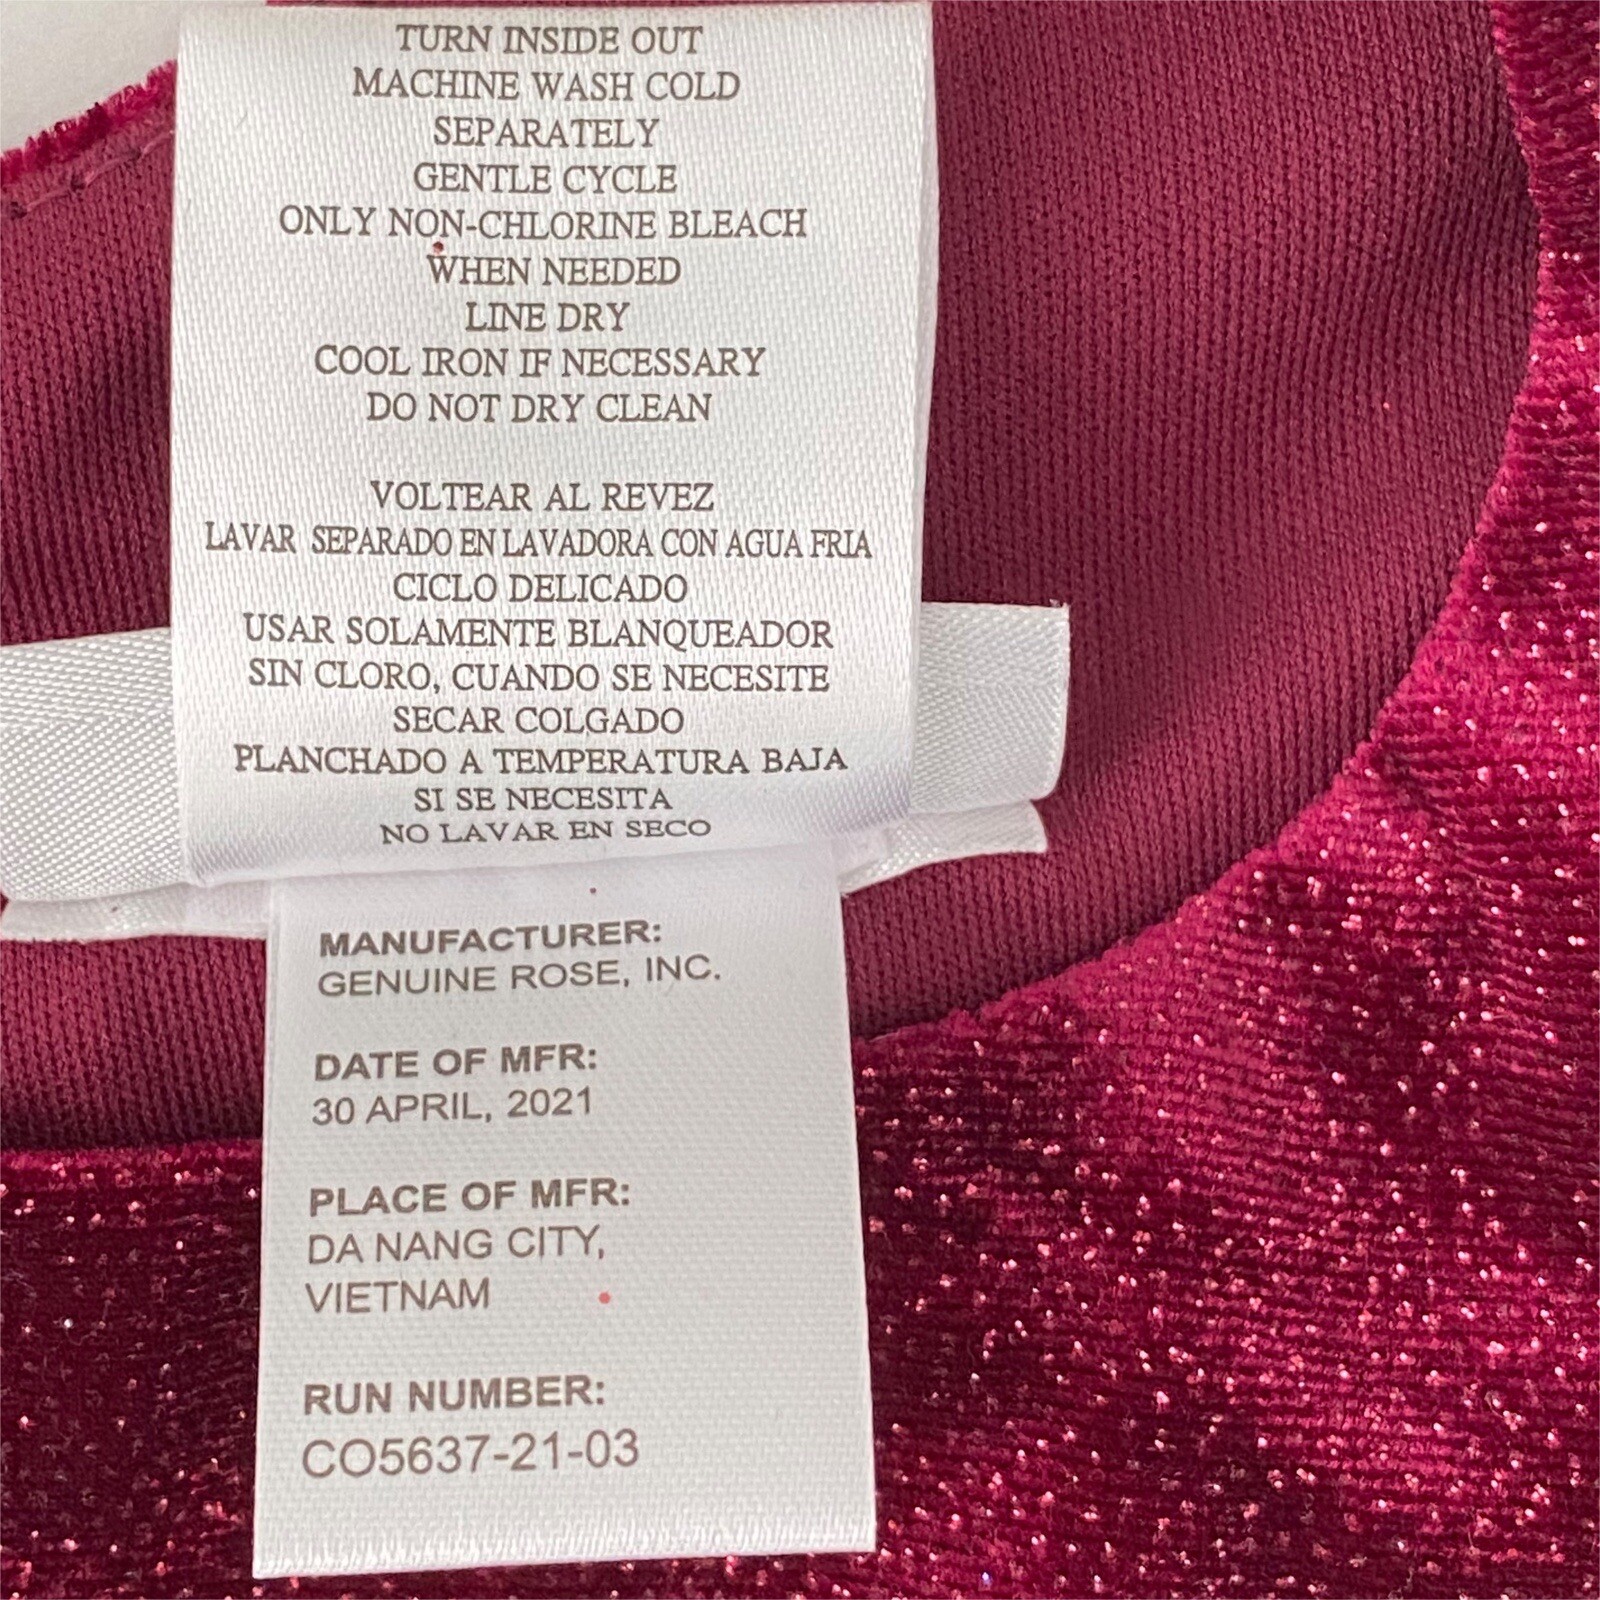 TURN INSIDE OUT
MACHINE WASH COLD
SEPARATELY
GENTLE CYCLE
ONLY NON-CHLORINE BLEACH
WHEN NEEDED
LINE DRY
COOL IRON IF NECESSARY
DO NOT DRY CLEAN
VOLTEAR AL REVEZ
LAVAR SEPARADO EN LAVADORA CON AGUA FRIA
CICLO DELICADO
USAR SOLAMENTE BLANQUEADOR
SIN CLORO, CUANDO SE NECESITE
SECAR COLGADO
PLANCHADO A TEMPERATURA BAJA
SI SE NECESITA
NO LAVAR EN SECO
MANUFACTURER:
GENUINE ROSE, INC.
DATE OF MFR:
30 APRIL, 2021
PLACE OF MFR:
DA NANG CITY,
VIETNAM
RUN NUMBER:
CO5637-21-03